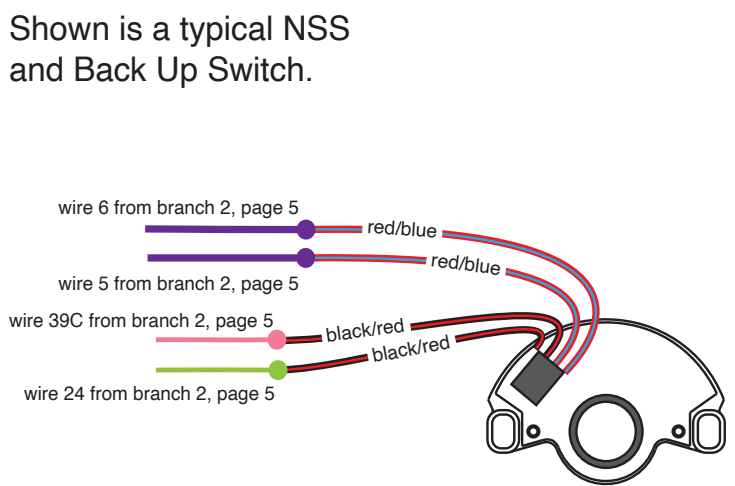 Shown is a typical NSS
and Back Up Switch.
wire 6 from branch 2, page 5
red/blue
red/blue
wire 5 from branch 2, page 5
wire 39C from branch 2, page 5
black/red
black/red
wire 24 from branch 2, page 5